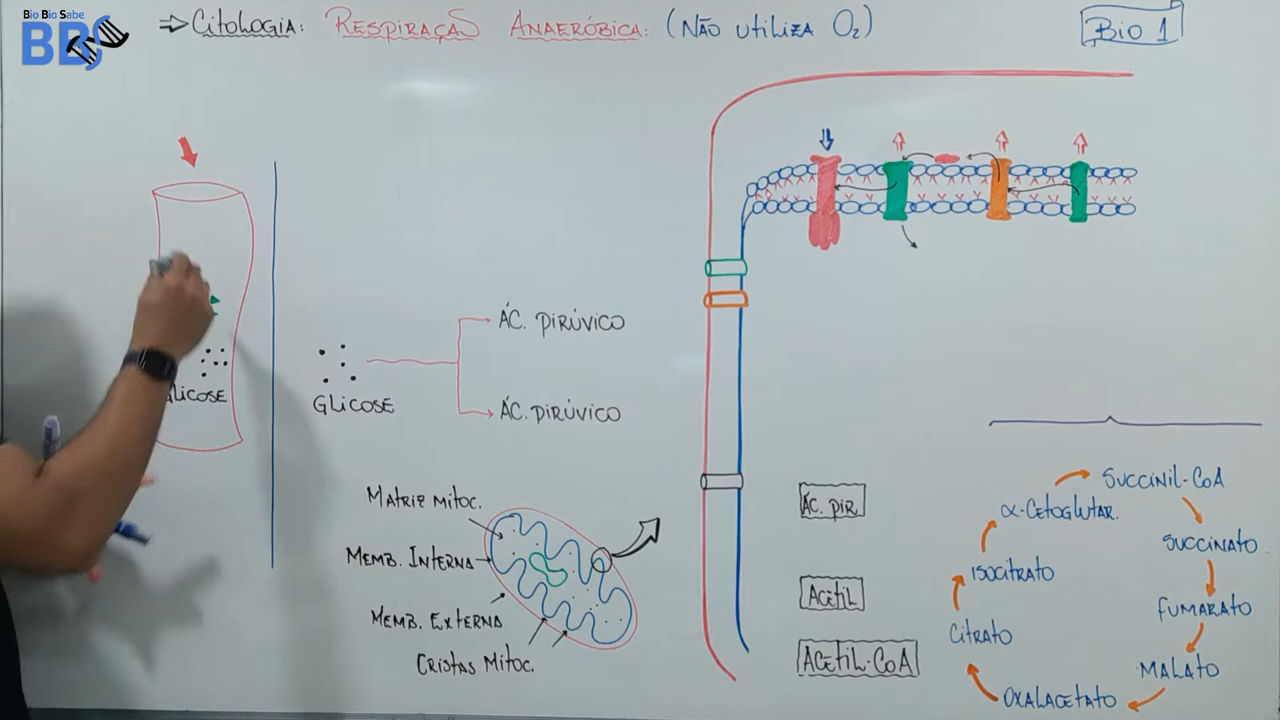 Bio Bio Sabe
BBS
⇒ Citologia: Respiração Anaeróbica: (Não utiliza O₂)
Bio 1
Glicose
Glicose
Ác. Pirúvico
Ác. Pirúvico
Matriz mitoc.
Memb. Interna
Memb. Externa
Cristas Mitoc.
Ác. Pir.
Acetil
Acetil-CoA
Succinil-CoA
α-Cetoglutar.
Succinato
Isocitrato
Fumarato
Citrato
Malato
Oxalacetato